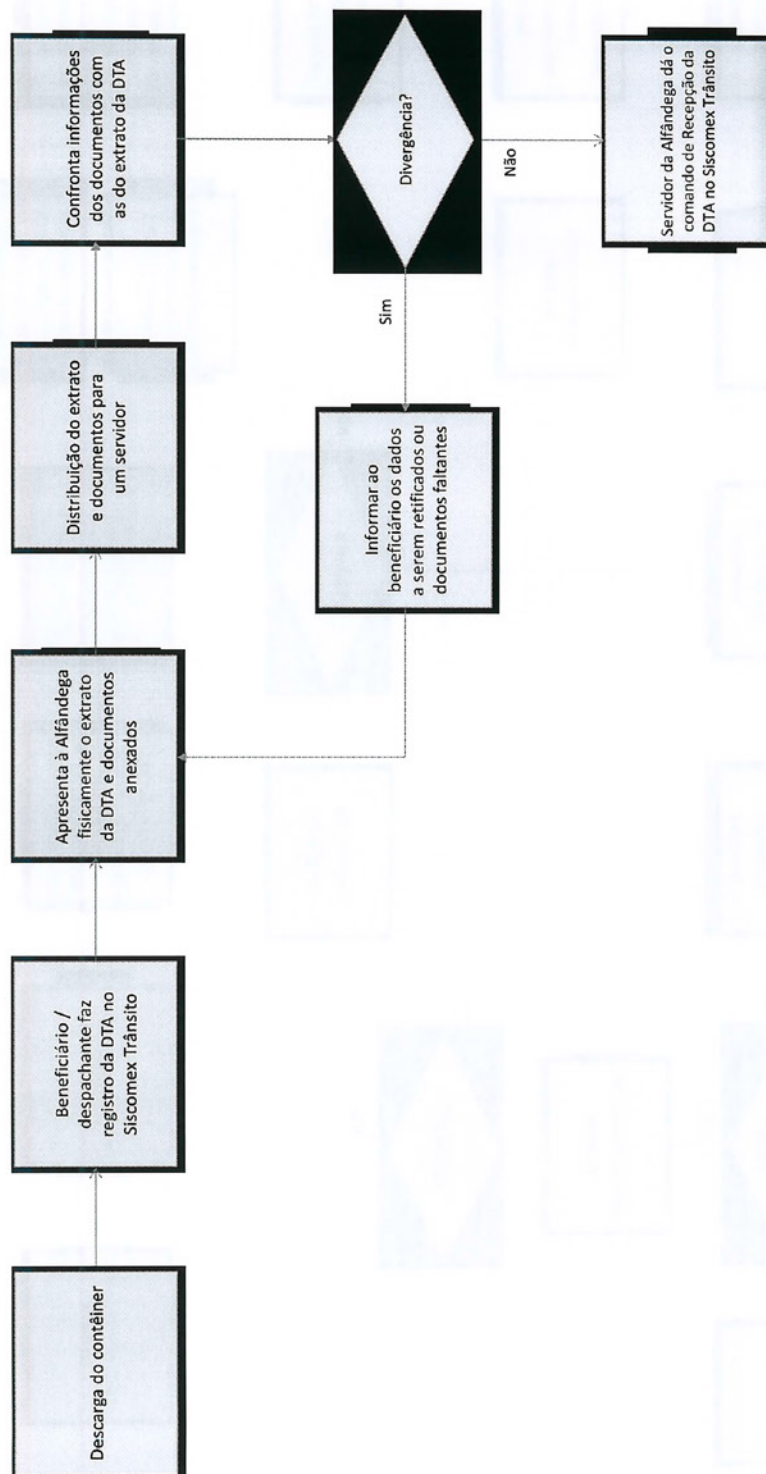 Descarga do contêiner
Beneficiário /
despachante faz
registro da DTA no
Siscomex Trânsito
Apresenta à Alfândega
fisicamente o extrato
da DTA e documentos
anexados
Distribuição do extrato
e documentos para
um servidor
Confronta informações
dos documentos com
as do extrato da DTA
Divergência?
Sim
Não
Informar ao
beneficiário os dados
a serem retificados ou
documentos faltantes
Servidor da Alfândega dá o
comando de Recepção da
DTA no Siscomex Trânsito